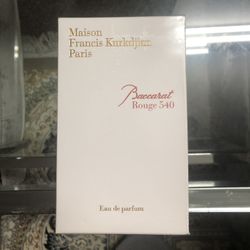 Maison
Francis Kurkdjian
Paris
Baccarat
Rouge 540
Eau de parfum